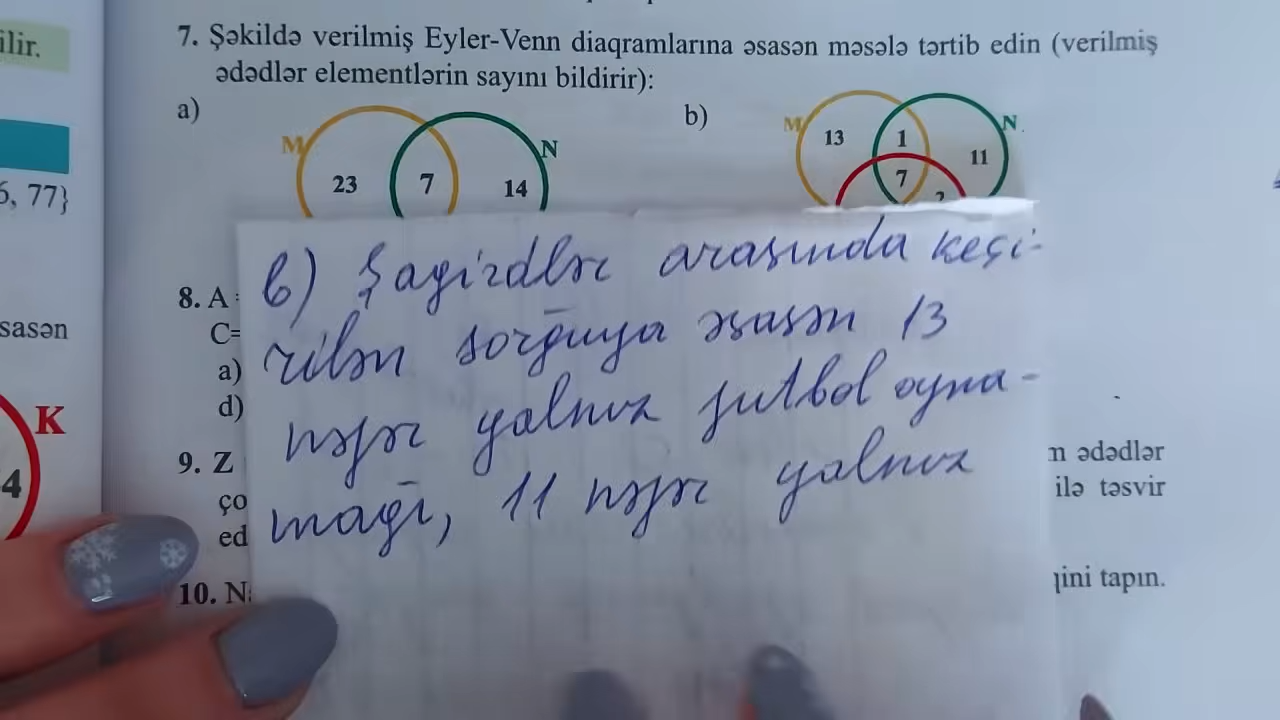 ilir.
7. Şəkildə verilmiş Eyler-Venn diaqramlarına əsasən məsələ tərtib edin (verilmiş
ədədlər elementlərin sayını bildirir):
a)
b)
M
N
23
7
14
M
N
13
1
11
7
6, 77}
b) Şagirdlər arasında keçi-
rilən sorğuya əsasən 13
nəfər yalnız futbol oyna-
mağı, 11 nəfər yalnız
8. A
C=
a)
d)
sasən
K
4
9. Z
ço
ed
m ədədlər
ilə təsvir
10. N
qini tapın.